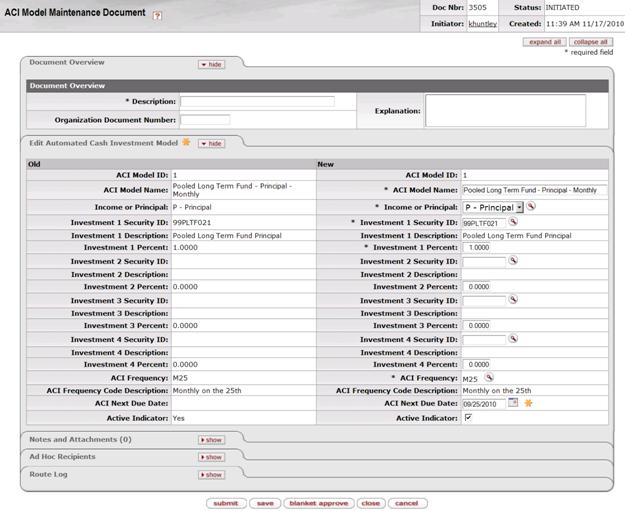 ACI Model Maintenance Document ?
Doc Nbr: 3505 Status: INITIATED
Initiator: khuntley Created: 11:39 AM 11/17/2010
expand all collapse all
* required field
Document Overview hide
Document Overview
* Description: Explanation:
Organization Document Number:
Edit Automated Cash Investment Model hide
Old New
ACI Model ID: 1 ACI Model ID: 1
ACI Model Name: Pooled Long Term Fund - Principal - Monthly * ACI Model Name: Pooled Long Term Fund - Principal - Monthly
Income or Principal: P - Principal * Income or Principal: P - Principal
Investment 1 Security ID: 99PLTF021 * Investment 1 Security ID: 99PLTF021
Investment 1 Description: Pooled Long Term Fund Principal Investment 1 Description: Pooled Long Term Fund Principal
Investment 1 Percent: 1.0000 * Investment 1 Percent: 1.0000
Investment 2 Security ID: Investment 2 Security ID:
Investment 2 Description: Investment 2 Description:
Investment 2 Percent: 0.0000 Investment 2 Percent: 0.0000
Investment 3 Security ID: Investment 3 Security ID:
Investment 3 Description: Investment 3 Description:
Investment 3 Percent: 0.0000 Investment 3 Percent: 0.0000
Investment 4 Security ID: Investment 4 Security ID:
Investment 4 Description: Investment 4 Description:
Investment 4 Percent: 0.0000 Investment 4 Percent: 0.0000
ACI Frequency: M25 * ACI Frequency: M25
ACI Frequency Code Description: Monthly on the 25th ACI Frequency Code Description: Monthly on the 25th
ACI Next Due Date: ACI Next Due Date: 09/25/2010
Active Indicator: Yes Active Indicator:
Notes and Attachments (0) show
Ad Hoc Recipients show
Route Log show
submit save blanket approve close cancel